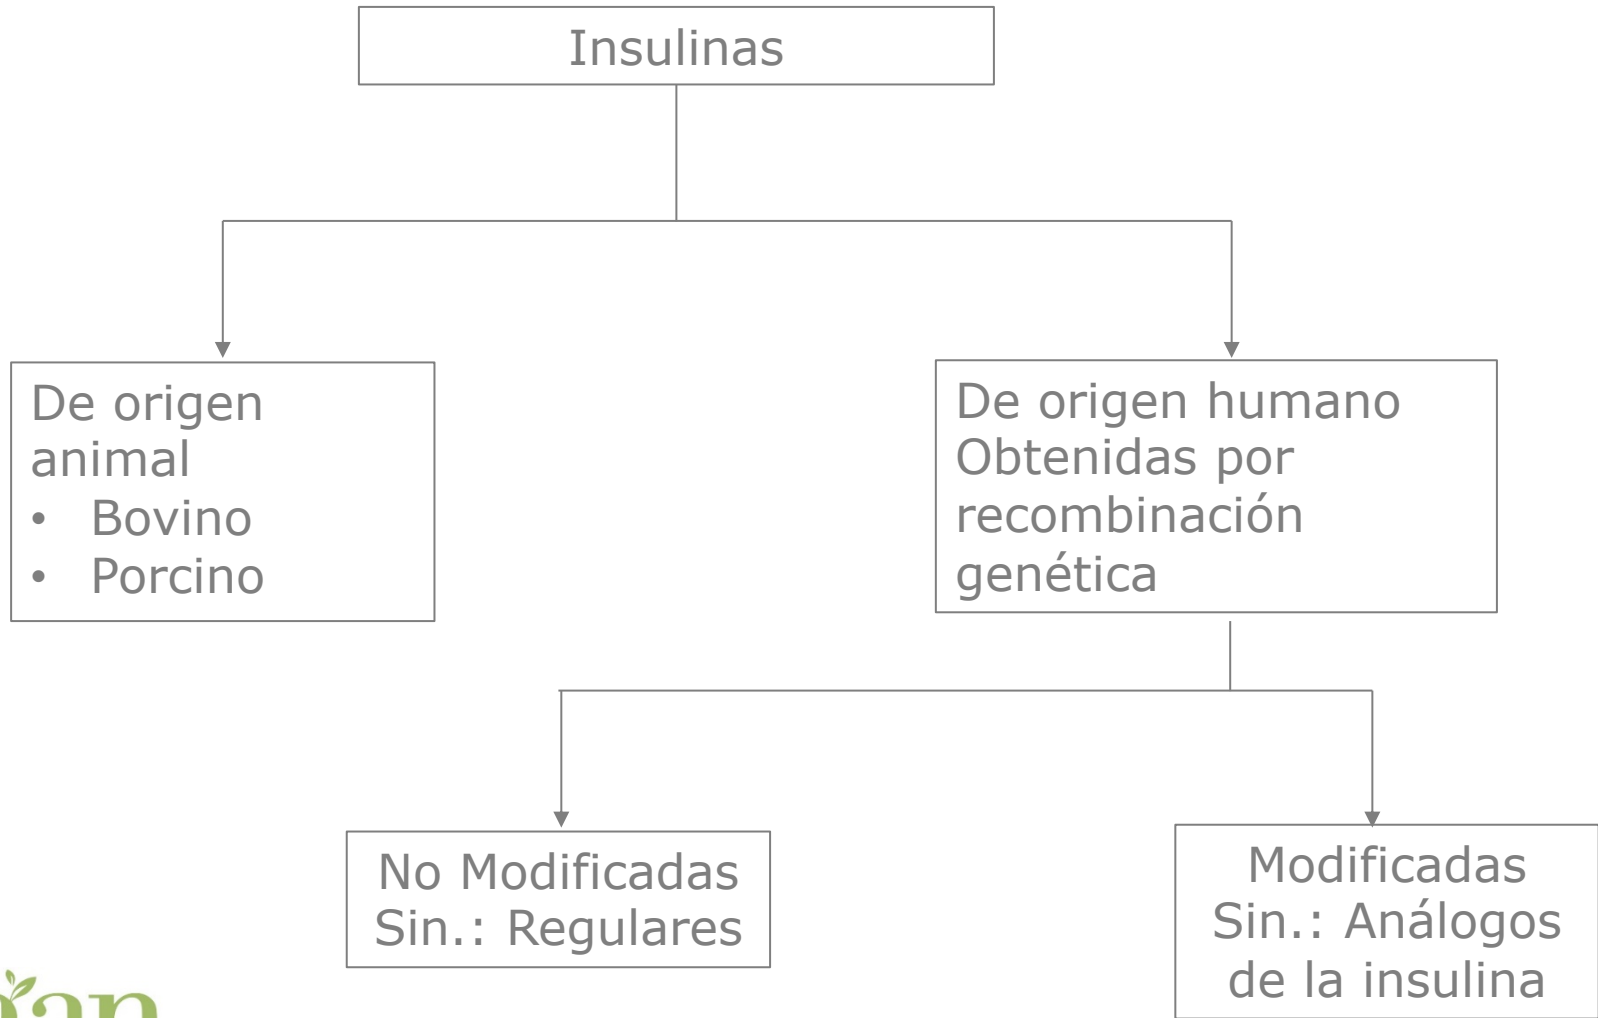 Insulinas
De origen
animal
• Bovino
• Porcino
De origen humano
Obtenidas por
recombinación
genética
No Modificadas
Sin.: Regulares
Modificadas
Sin.: Análogos
de la insulina